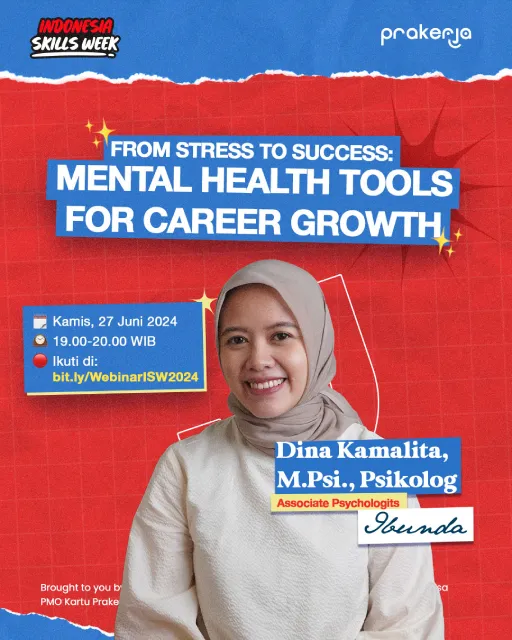 INDONESIA
SKILLS WEEK
prakerja
FROM STRESS TO SUCCESS:
MENTAL HEALTH TOOLS
FOR CAREER GROWTH
Kamis, 27 Juni 2024
19.00-20.00 WIB
Ikuti di:
bit.ly/WebinarISW2024
Dina Kamalita,
M.Psi., Psikolog
Associate Psychologits
Ibunda
Brought to you by
PMO Kartu Prake